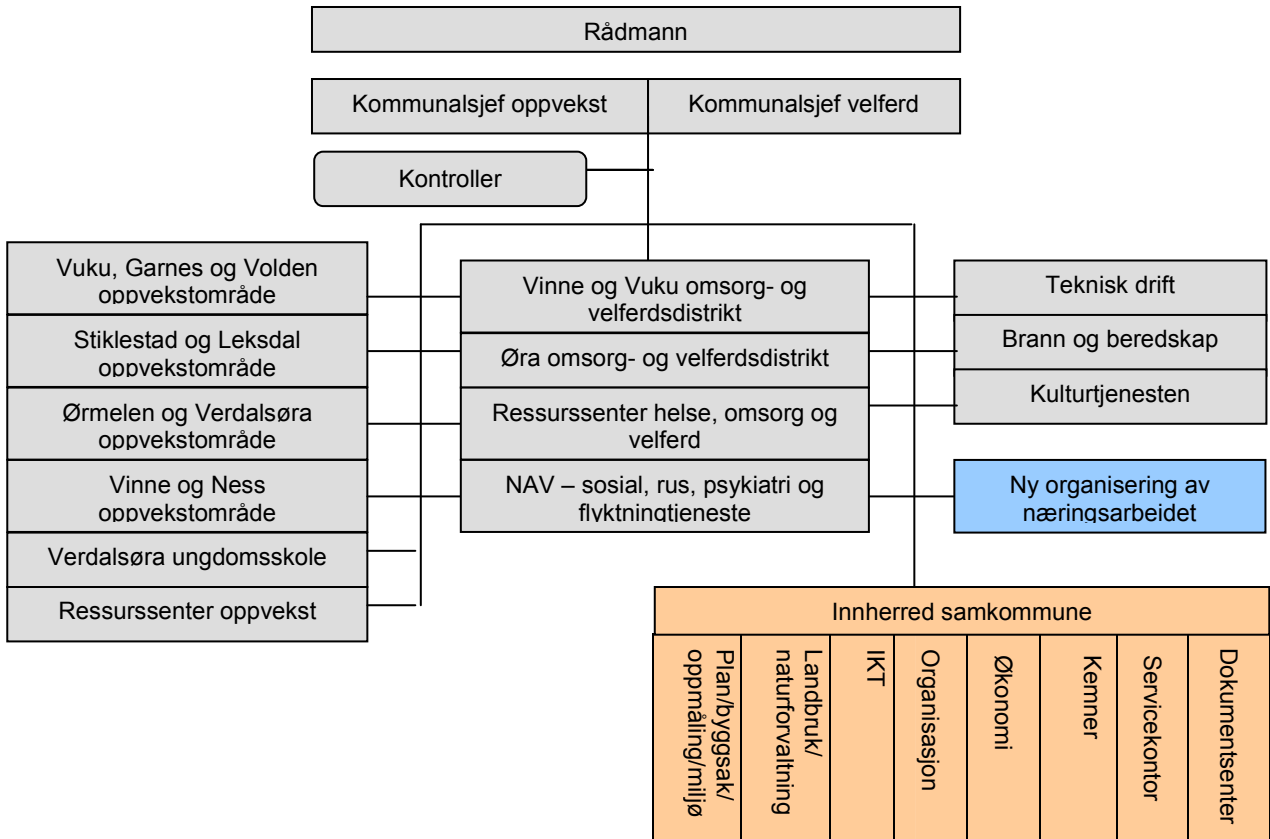 Rådmann
Kommunalsjef oppvekst
Kommunalsjef velferd
Kontroller
Vuku, Garnes og Volden
oppvekstområde
Stiklestad og Leksdal
oppvekstområde
Ørmelen og Verdalsøra
oppvekstområde
Vinne og Ness
oppvekstområde
Verdalsøra ungdomsskole
Ressurssenter oppvekst
Vinne og Vuku omsorg- og
velferdsdistrikt
Øra omsorg- og velferdsdistrikt
Ressurssenter helse, omsorg og
velferd
NAV – sosial, rus, psykiatri og
flyktningtjeneste
Teknisk drift
Brann og beredskap
Kulturtjenesten
Ny organisering av
næringsarbeidet
Innherred samkommune
Plan/byggsak/
oppmåling/miljø
Landbruk/
naturforvaltning
IKT
Organisasjon
Økonomi
Kemner
Servicekontor
Dokumentsenter